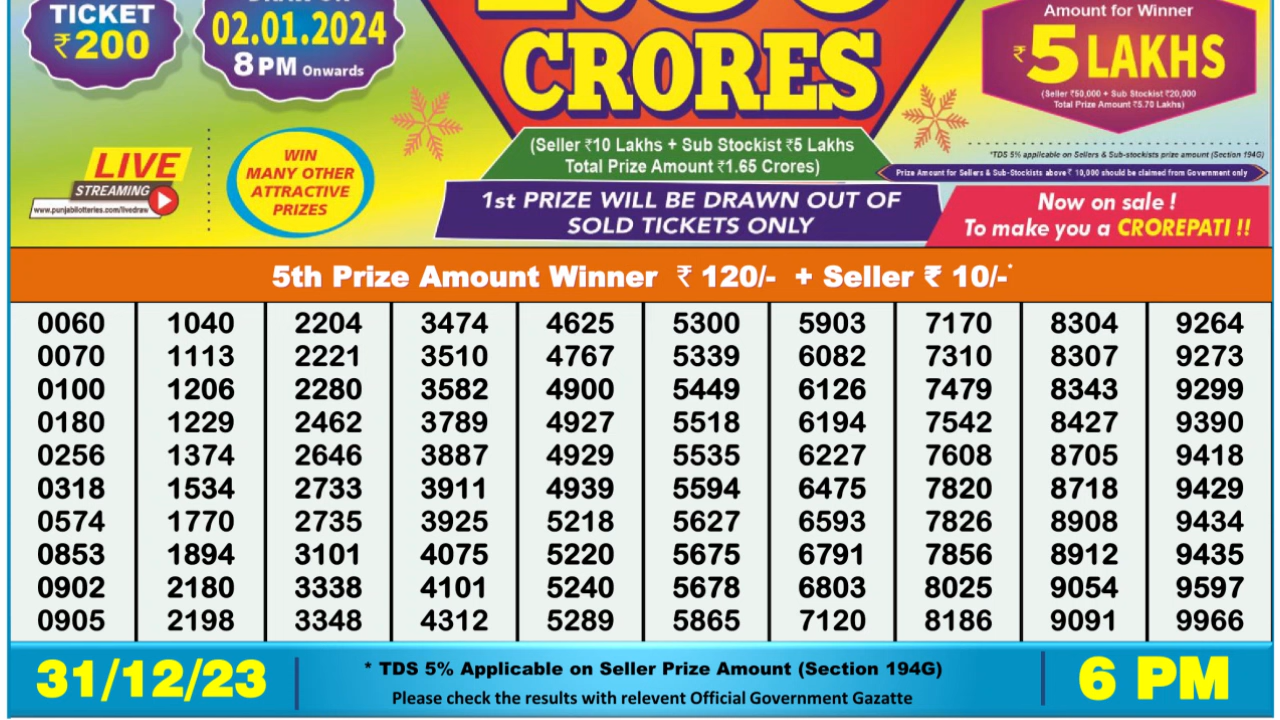 TICKET
₹200
02.01.2024
8 PM Onwards
CRORES
(Seller ₹10 Lakhs + Sub Stockist ₹5 Lakhs
Total Prize Amount ₹1.65 Crores)
Amount for Winner
₹5 LAKHS
(Seller ₹50,000 + Sub Stockist ₹20,000
Total Prize Amount ₹5.70 Lakhs)
LIVE
STREAMING
www.punjablotteries.com/livedraw
WIN
MANY OTHER
ATTRACTIVE
PRIZES
*TDS 5% applicable on Sellers & Sub-stockists prize amount (Section 194G)
Prize Amount for Sellers & Sub-Stockists above ₹ 10,000 should be claimed from Government only
1st PRIZE WILL BE DRAWN OUT OF
SOLD TICKETS ONLY
Now on sale !
To make you a CROREPATI !!
5th Prize Amount Winner ₹ 120/- + Seller ₹ 10/-*
0060 1040 2204 3474 4625 5300 5903 7170 8304 9264
0070 1113 2221 3510 4767 5339 6082 7310 8307 9273
0100 1206 2280 3582 4900 5449 6126 7479 8343 9299
0180 1229 2462 3789 4927 5518 6194 7542 8427 9390
0256 1374 2646 3887 4929 5535 6227 7608 8705 9418
0318 1534 2733 3911 4939 5594 6475 7820 8718 9429
0574 1770 2735 3925 5218 5627 6593 7826 8908 9434
0853 1894 3101 4075 5220 5675 6791 7856 8912 9435
0902 2180 3338 4101 5240 5678 6803 8025 9054 9597
0905 2198 3348 4312 5289 5865 7120 8186 9091 9966
31/12/23
* TDS 5% Applicable on Seller Prize Amount (Section 194G)
Please check the results with relevent Official Government Gazatte
6 PM